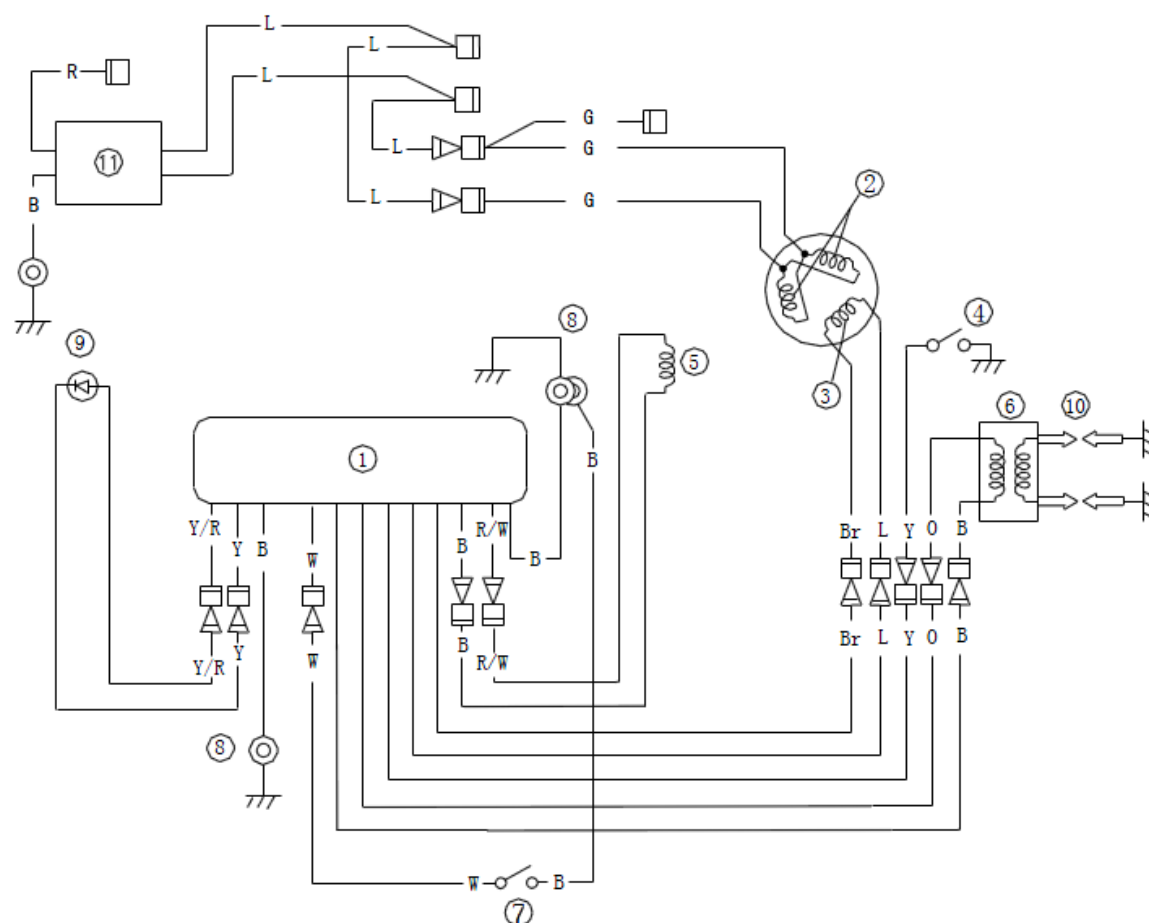 L
L
R
L
G
⑪
L
G
②
B
L
G
⑨
⑧
④
⑤
③
⑥ ⑩
①
B
Y/R Y B W B R/W B
Br L Y O B
B R/W
Y/R Y W
Br L Y O B
⑧
W B
⑦